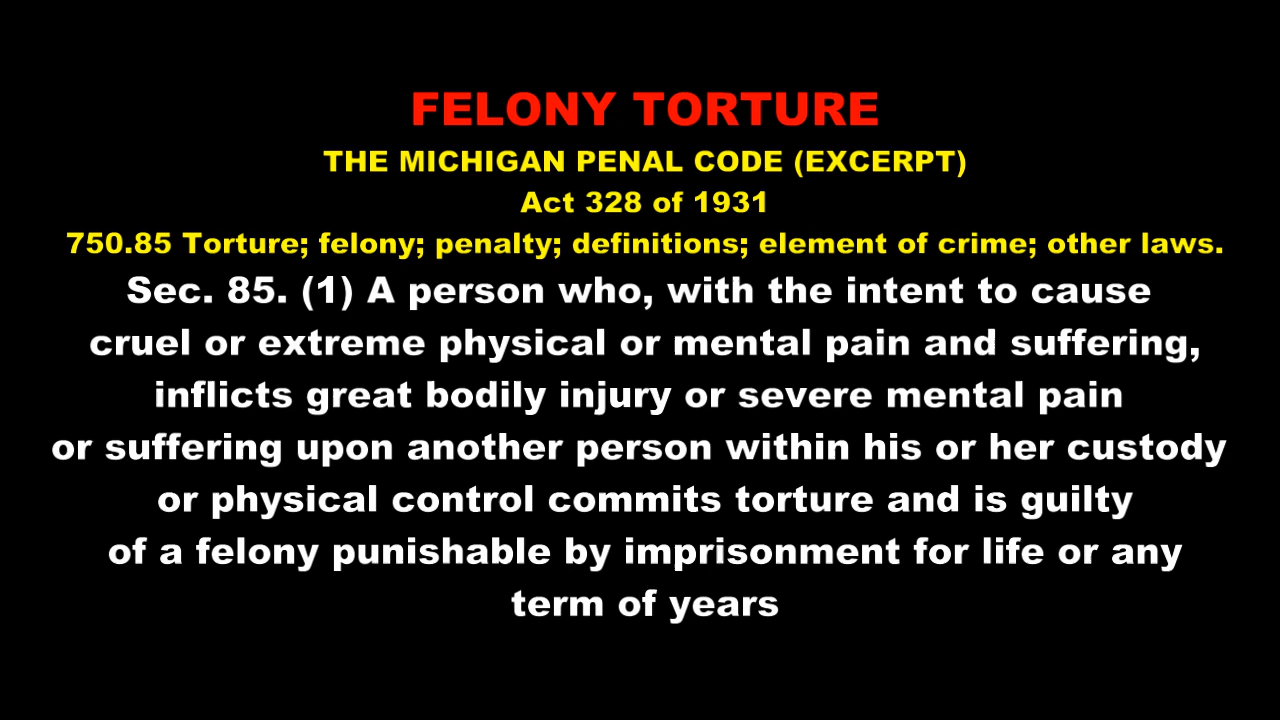 FELONY TORTURE
THE MICHIGAN PENAL CODE (EXCERPT)
Act 328 of 1931
750.85 Torture; felony; penalty; definitions; element of crime; other laws.
Sec. 85. (1) A person who, with the intent to cause
cruel or extreme physical or mental pain and suffering,
inflicts great bodily injury or severe mental pain
or suffering upon another person within his or her custody
or physical control commits torture and is guilty
of a felony punishable by imprisonment for life or any
term of years